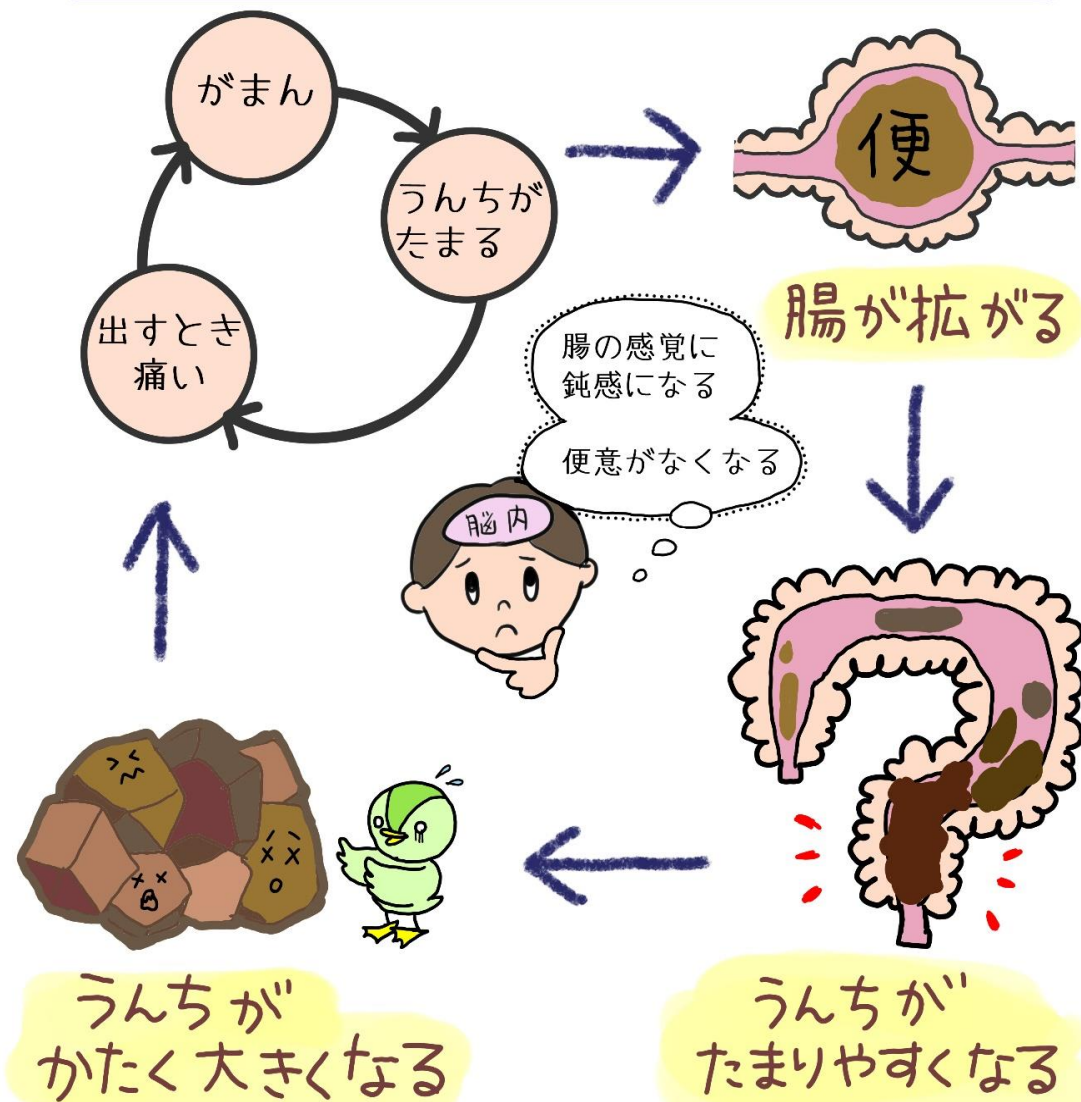 がまん
うんちが
たまる
出すとき
痛い
便
腸が拡がる
腸の感覚に
鈍感になる
便意がなくなる
脳内
うんちが
たまりやすくなる
うんちが
かたく大きくなる